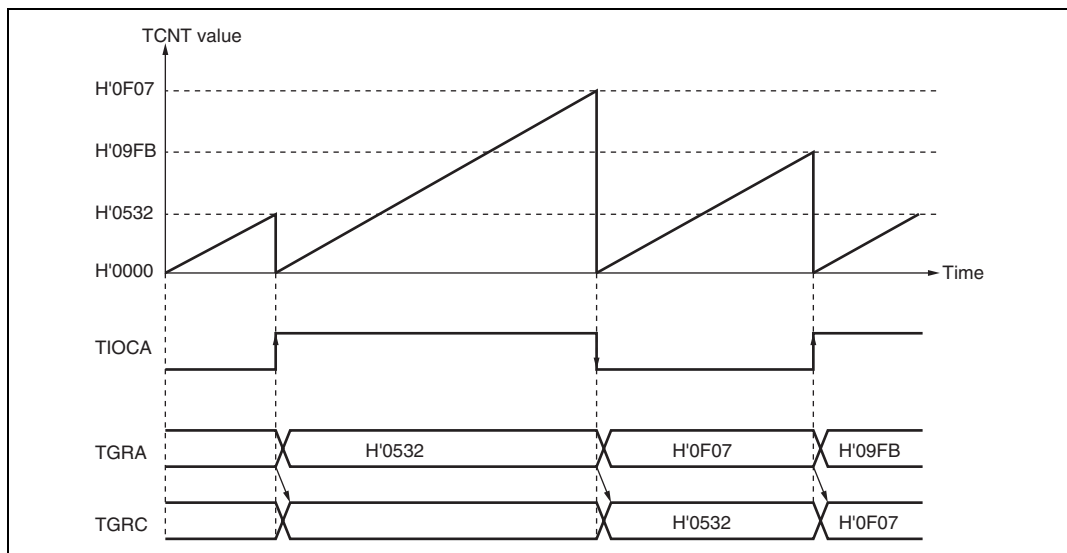 TCNT value
H'0F07
H'09FB
H'0532
H'0000
Time
TIOCA
TGRA
H'0532
H'0F07
H'09FB
TGRC
H'0532
H'0F07